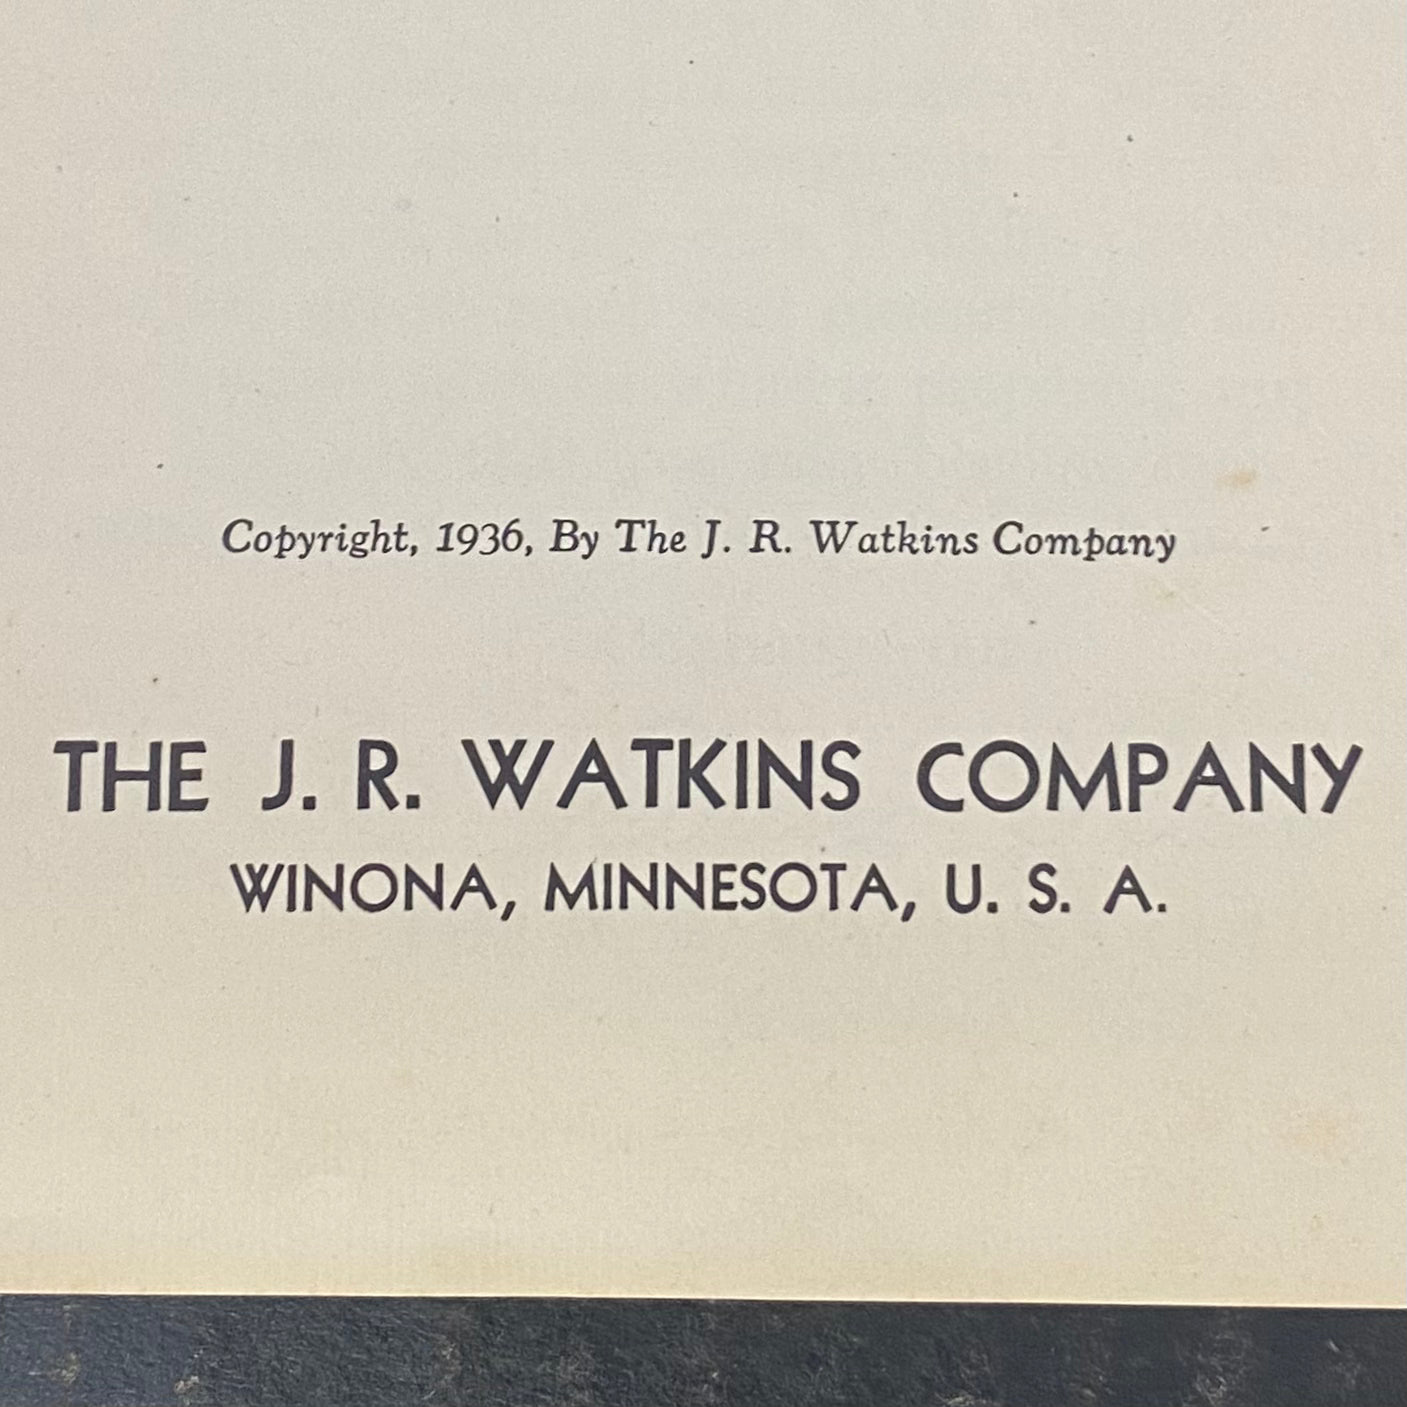 Copyright, 1936, By The J. R. Watkins Company
THE J. R. WATKINS COMPANY
WINONA, MINNESOTA, U. S. A.